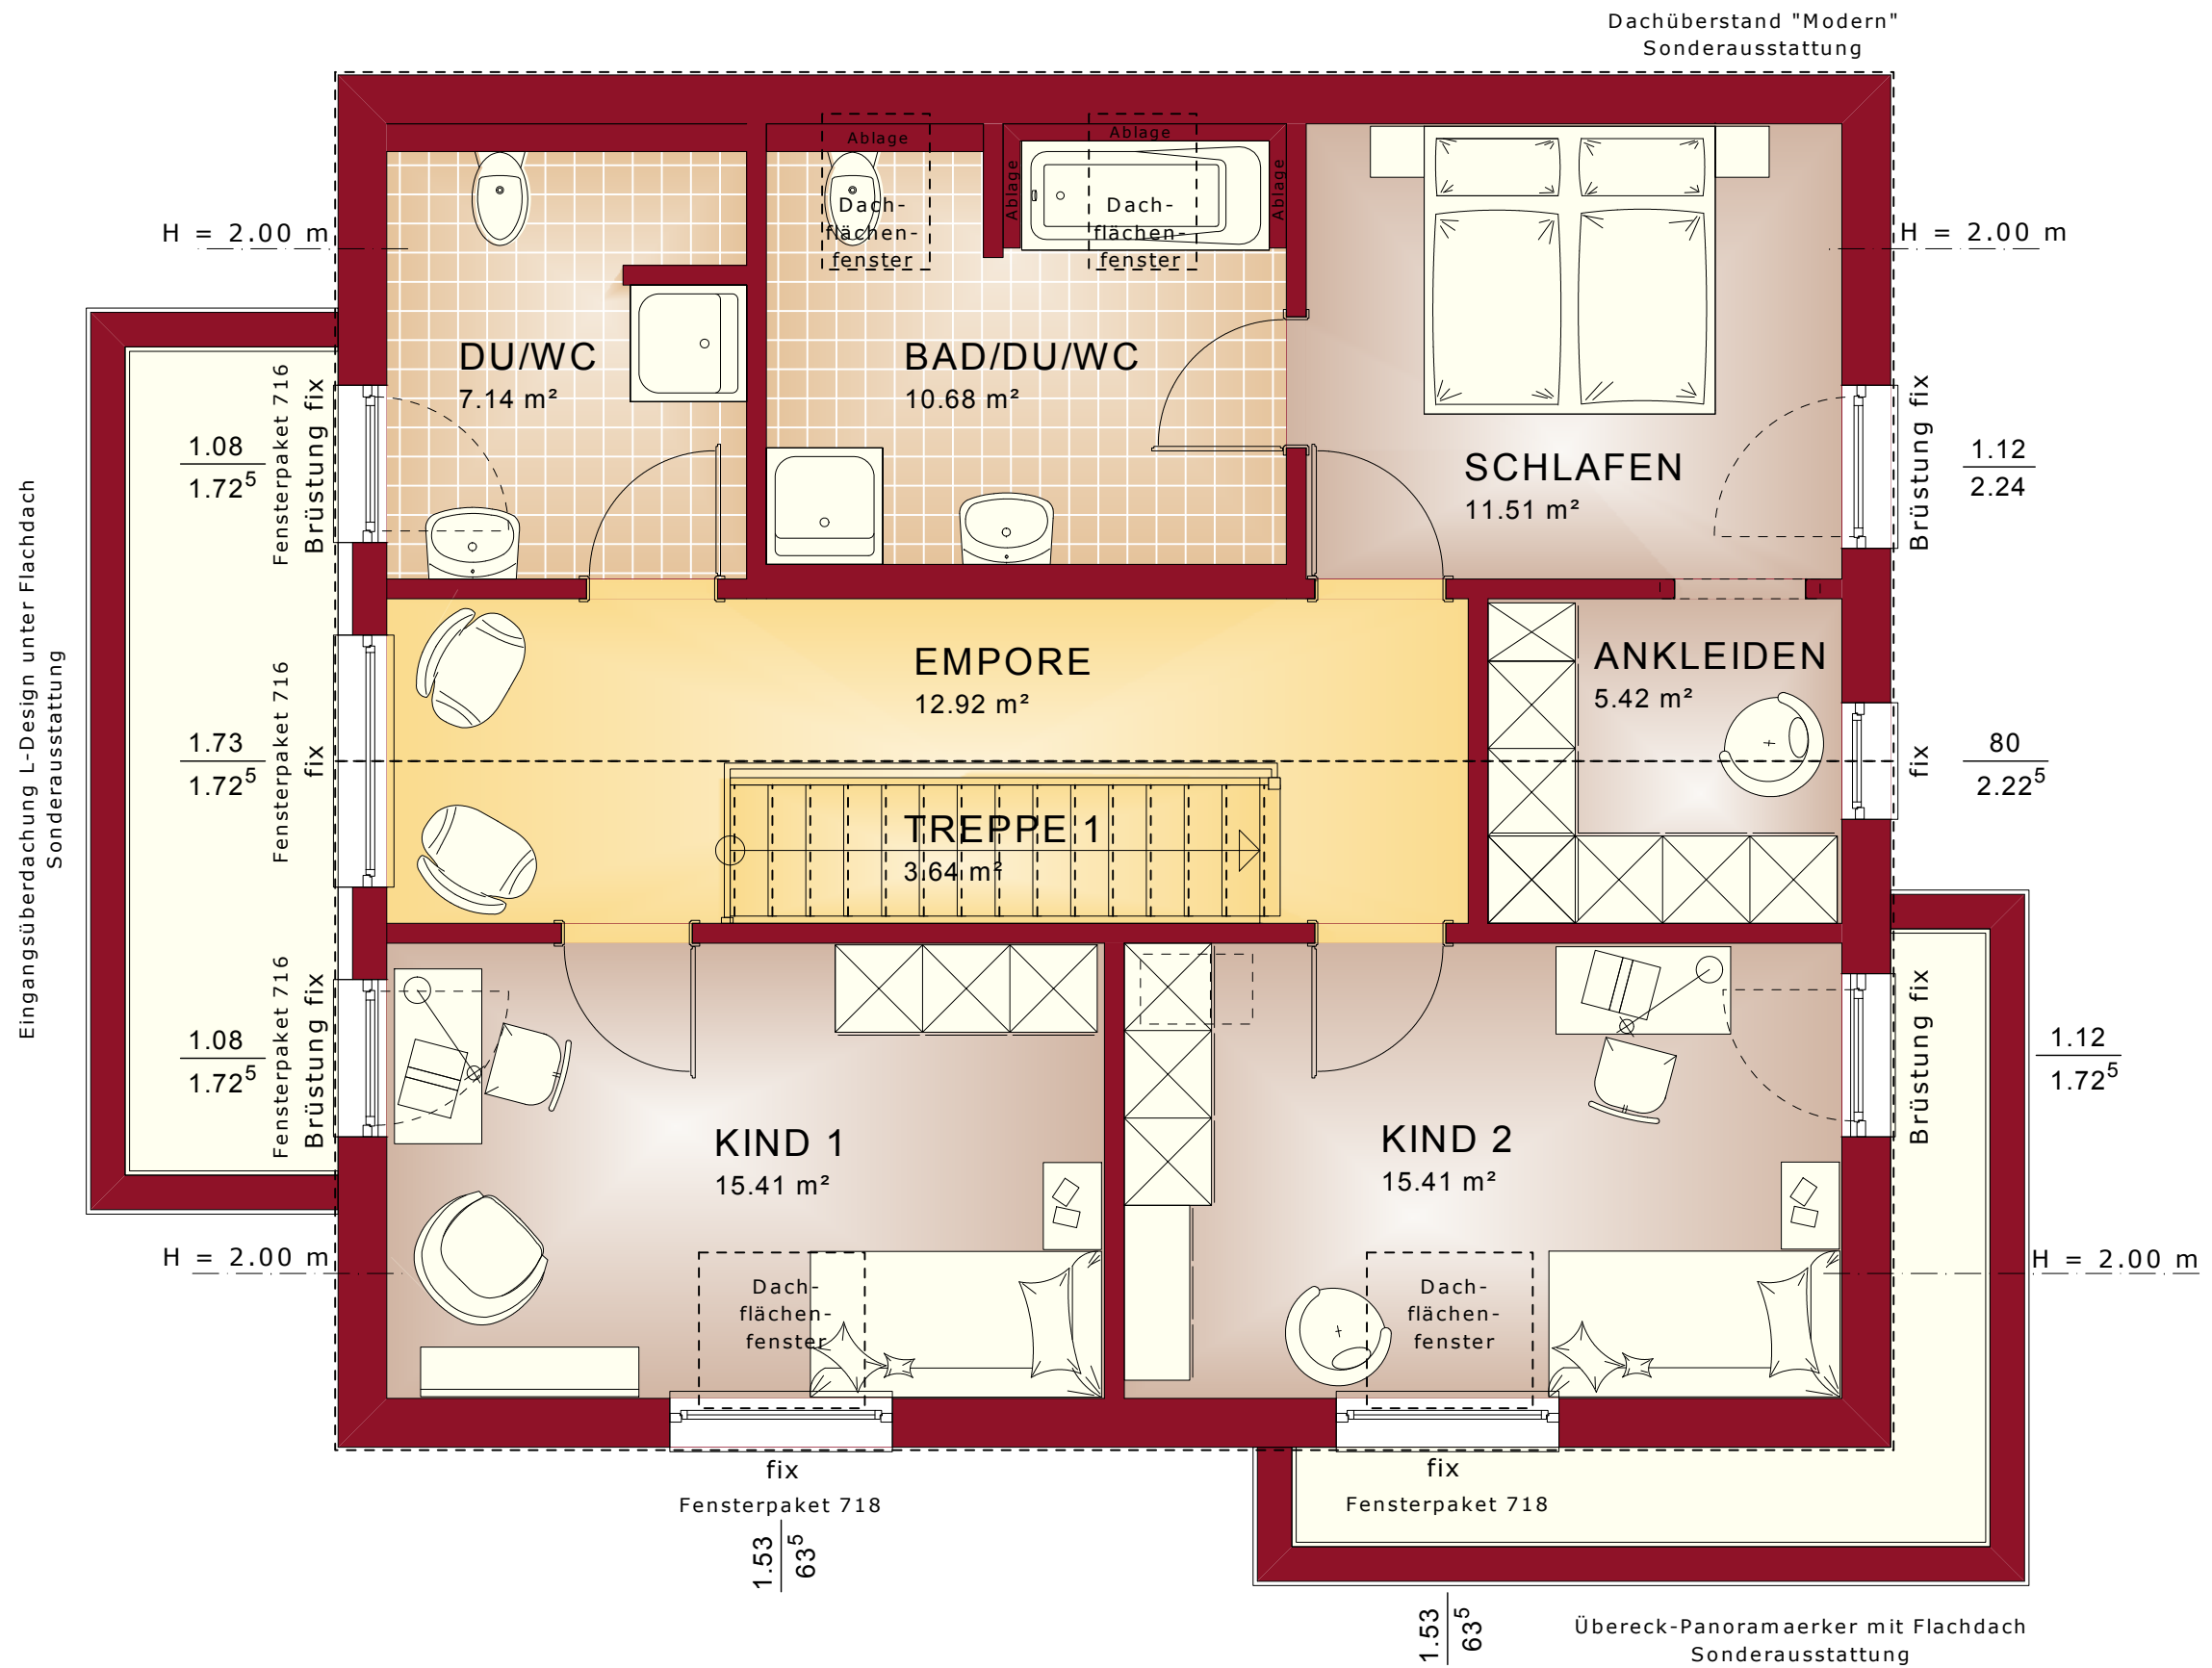 Dachüberstand "Modern"
Sonderausstattung
Ablage
Ablage
Ablage
Ablage
Dach-
flächen-
fenster
Dach-
flächen-
fenster
H = 2.00 m
H = 2.00 m
DU/WC
7.14 m²
BAD/DU/WC
10.68 m²
SCHLAFEN
11.51 m²
Fensterpaket 716
Brüstung fix
1.08
1.72⁵
Brüstung fix
1.12
2.24
Eingangsüberdachung L-Design unter Flachdach
Sonderausstattung
EMPORE
12.92 m²
ANKLEIDEN
5.42 m²
Fensterpaket 716
fix
1.73
1.72⁵
fix
80
2.22⁵
TREPPE 1
3.64 m²
Fensterpaket 716
Brüstung fix
1.08
1.72⁵
Brüstung fix
1.12
1.72⁵
KIND 1
15.41 m²
KIND 2
15.41 m²
H = 2.00 m
H = 2.00 m
Dach-
flächen-
fenster
Dach-
flächen-
fenster
fix
Fensterpaket 718
1.53
63⁵
fix
Fensterpaket 718
1.53
63⁵
Übereck-Panoramaerker mit Flachdach
Sonderausstattung